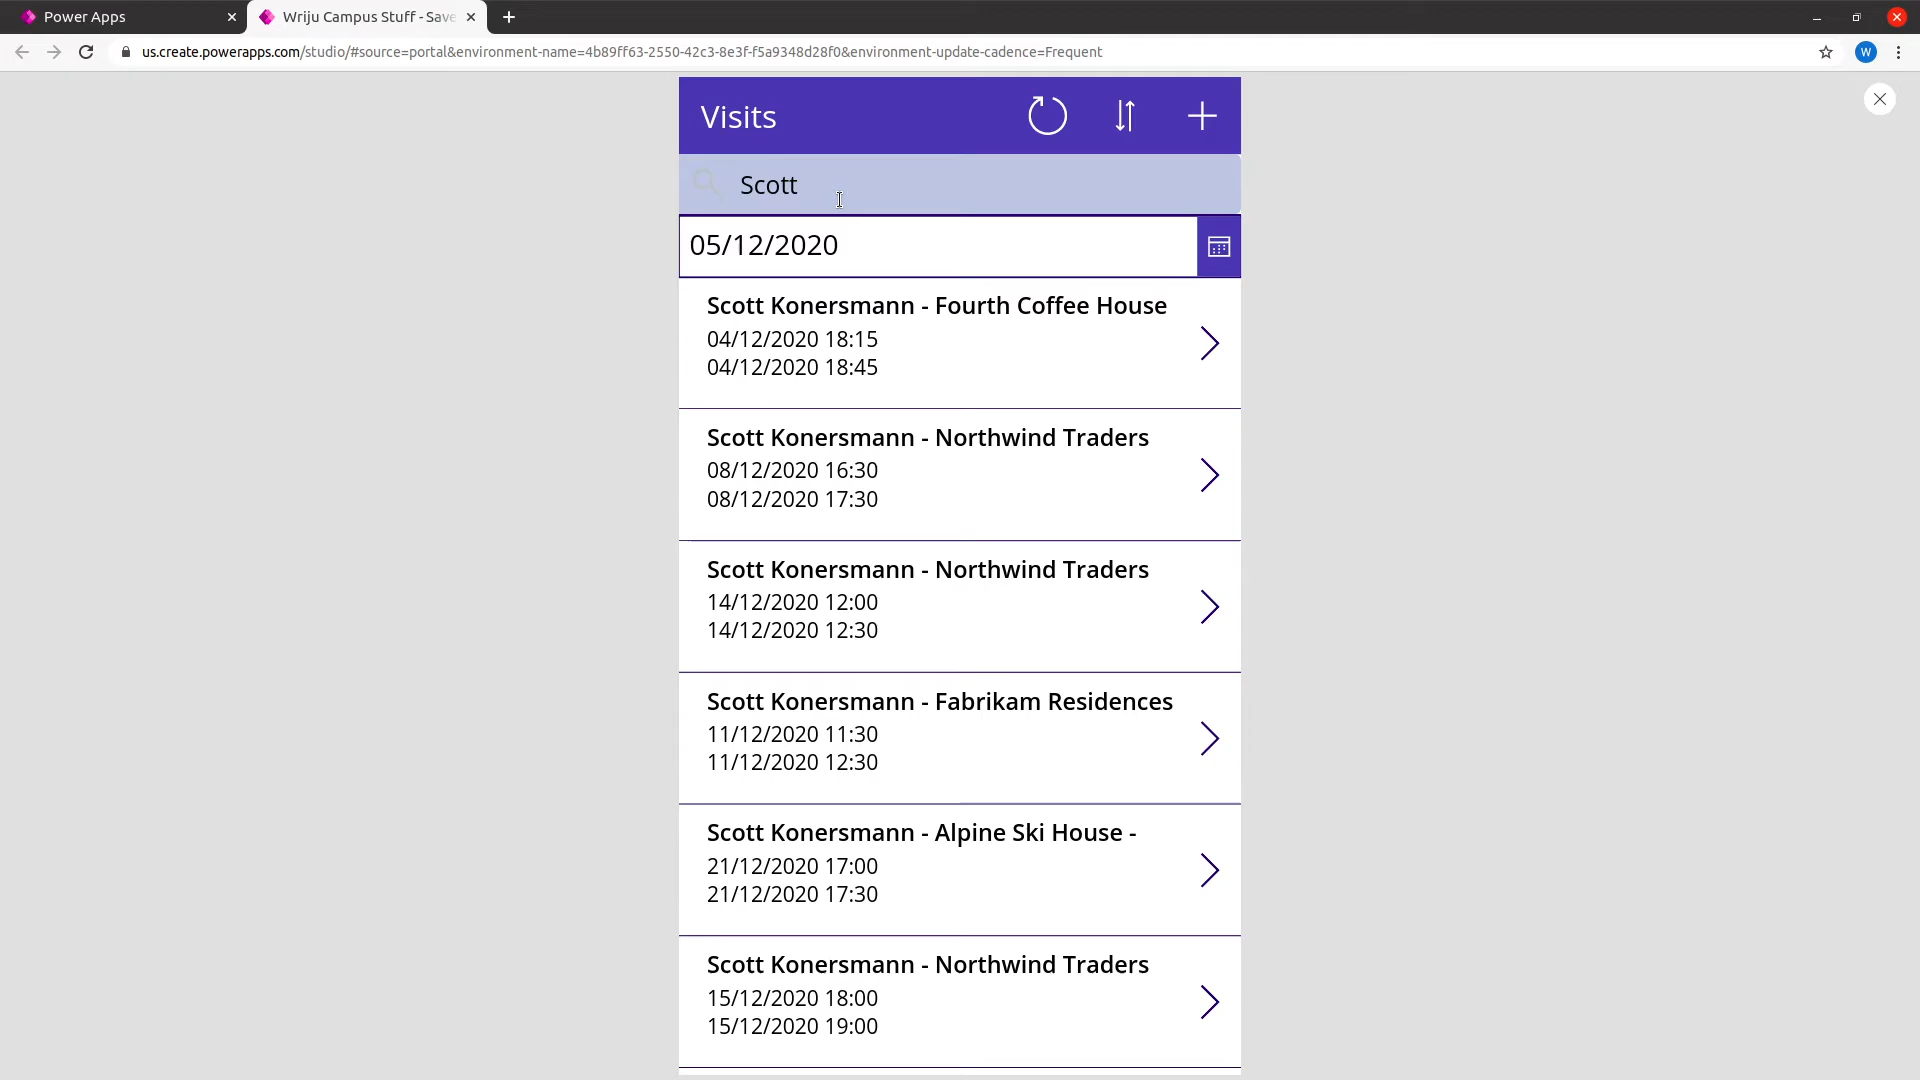 Power Apps
Wriju Campus Stuff - Save
us.create.powerapps.com/studio/#source=portal&environment-name=4b89ff63-2550-42c3-8e3f-f5a9348d28f0&environment-update-cadence=Frequent
W
Visits
Scott
05/12/2020
Scott Konersmann - Fourth Coffee House
04/12/2020 18:15
04/12/2020 18:45
Scott Konersmann - Northwind Traders
08/12/2020 16:30
08/12/2020 17:30
Scott Konersmann - Northwind Traders
14/12/2020 12:00
14/12/2020 12:30
Scott Konersmann - Fabrikam Residences
11/12/2020 11:30
11/12/2020 12:30
Scott Konersmann - Alpine Ski House -
21/12/2020 17:00
21/12/2020 17:30
Scott Konersmann - Northwind Traders
15/12/2020 18:00
15/12/2020 19:00